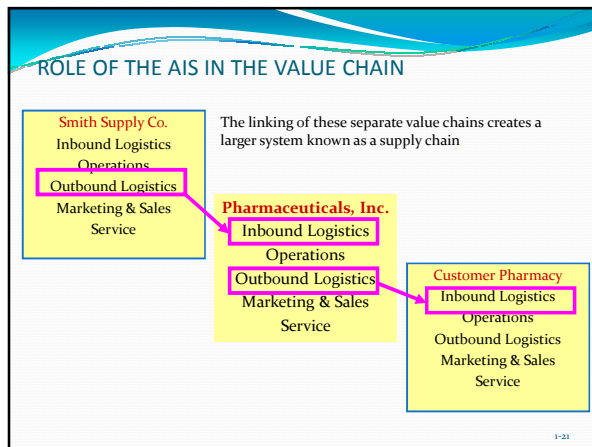 ROLE OF THE AIS IN THE VALUE CHAIN
Smith Supply Co.
Inbound Logistics
Operations
Outbound Logistics
Marketing & Sales
Service
The linking of these separate value chains creates a
larger system known as a supply chain
Pharmaceuticals, Inc.
Inbound Logistics
Operations
Outbound Logistics
Marketing & Sales
Service
Customer Pharmacy
Inbound Logistics
Operations
Outbound Logistics
Marketing & Sales
Service
1-21